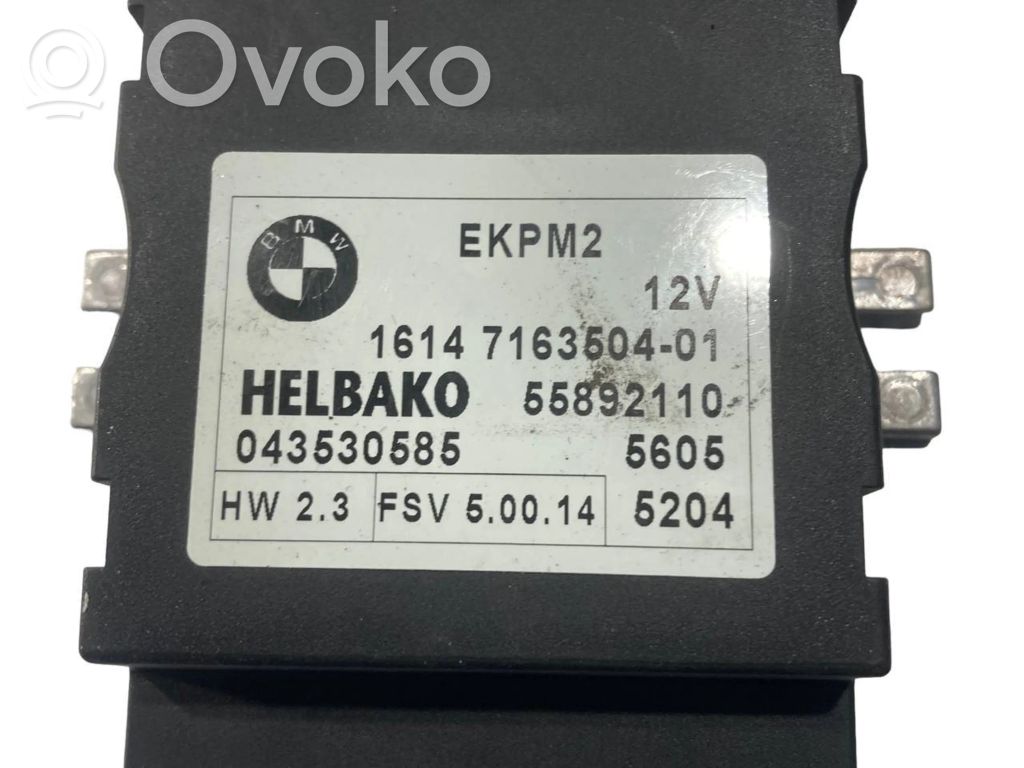 Ovoko
BMW
EKPM2
12V
1614 7163504-01
HELBAKO 55892110
043530585 5605
HW 2.3 FSV 5.00.14 5204